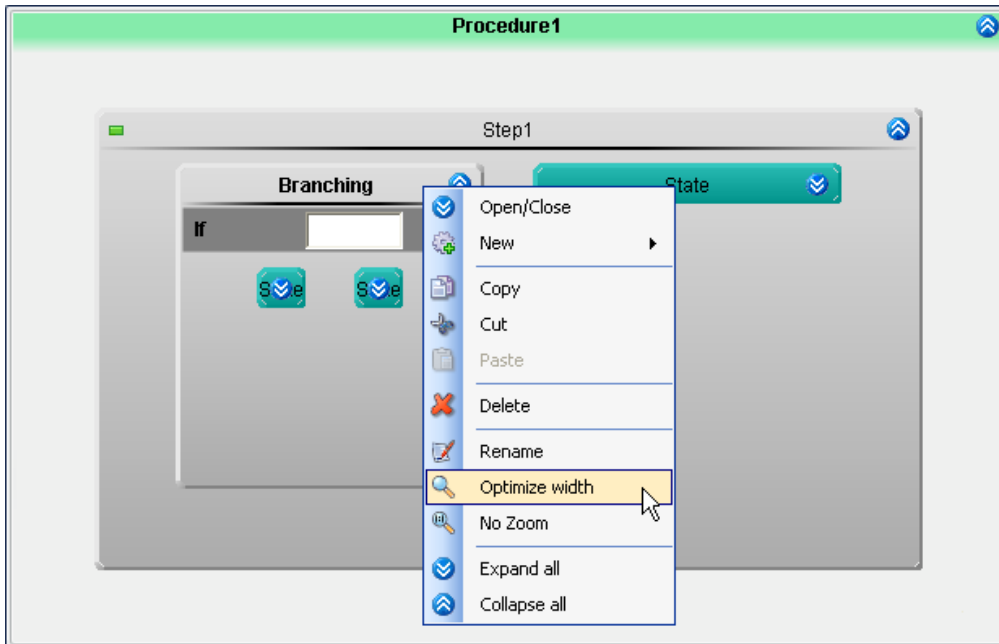 Procedure1
Step1
Branching
State
If
Open/Close
New
Copy
Cut
Paste
Delete
Rename
Optimize width
No Zoom
Expand all
Collapse all